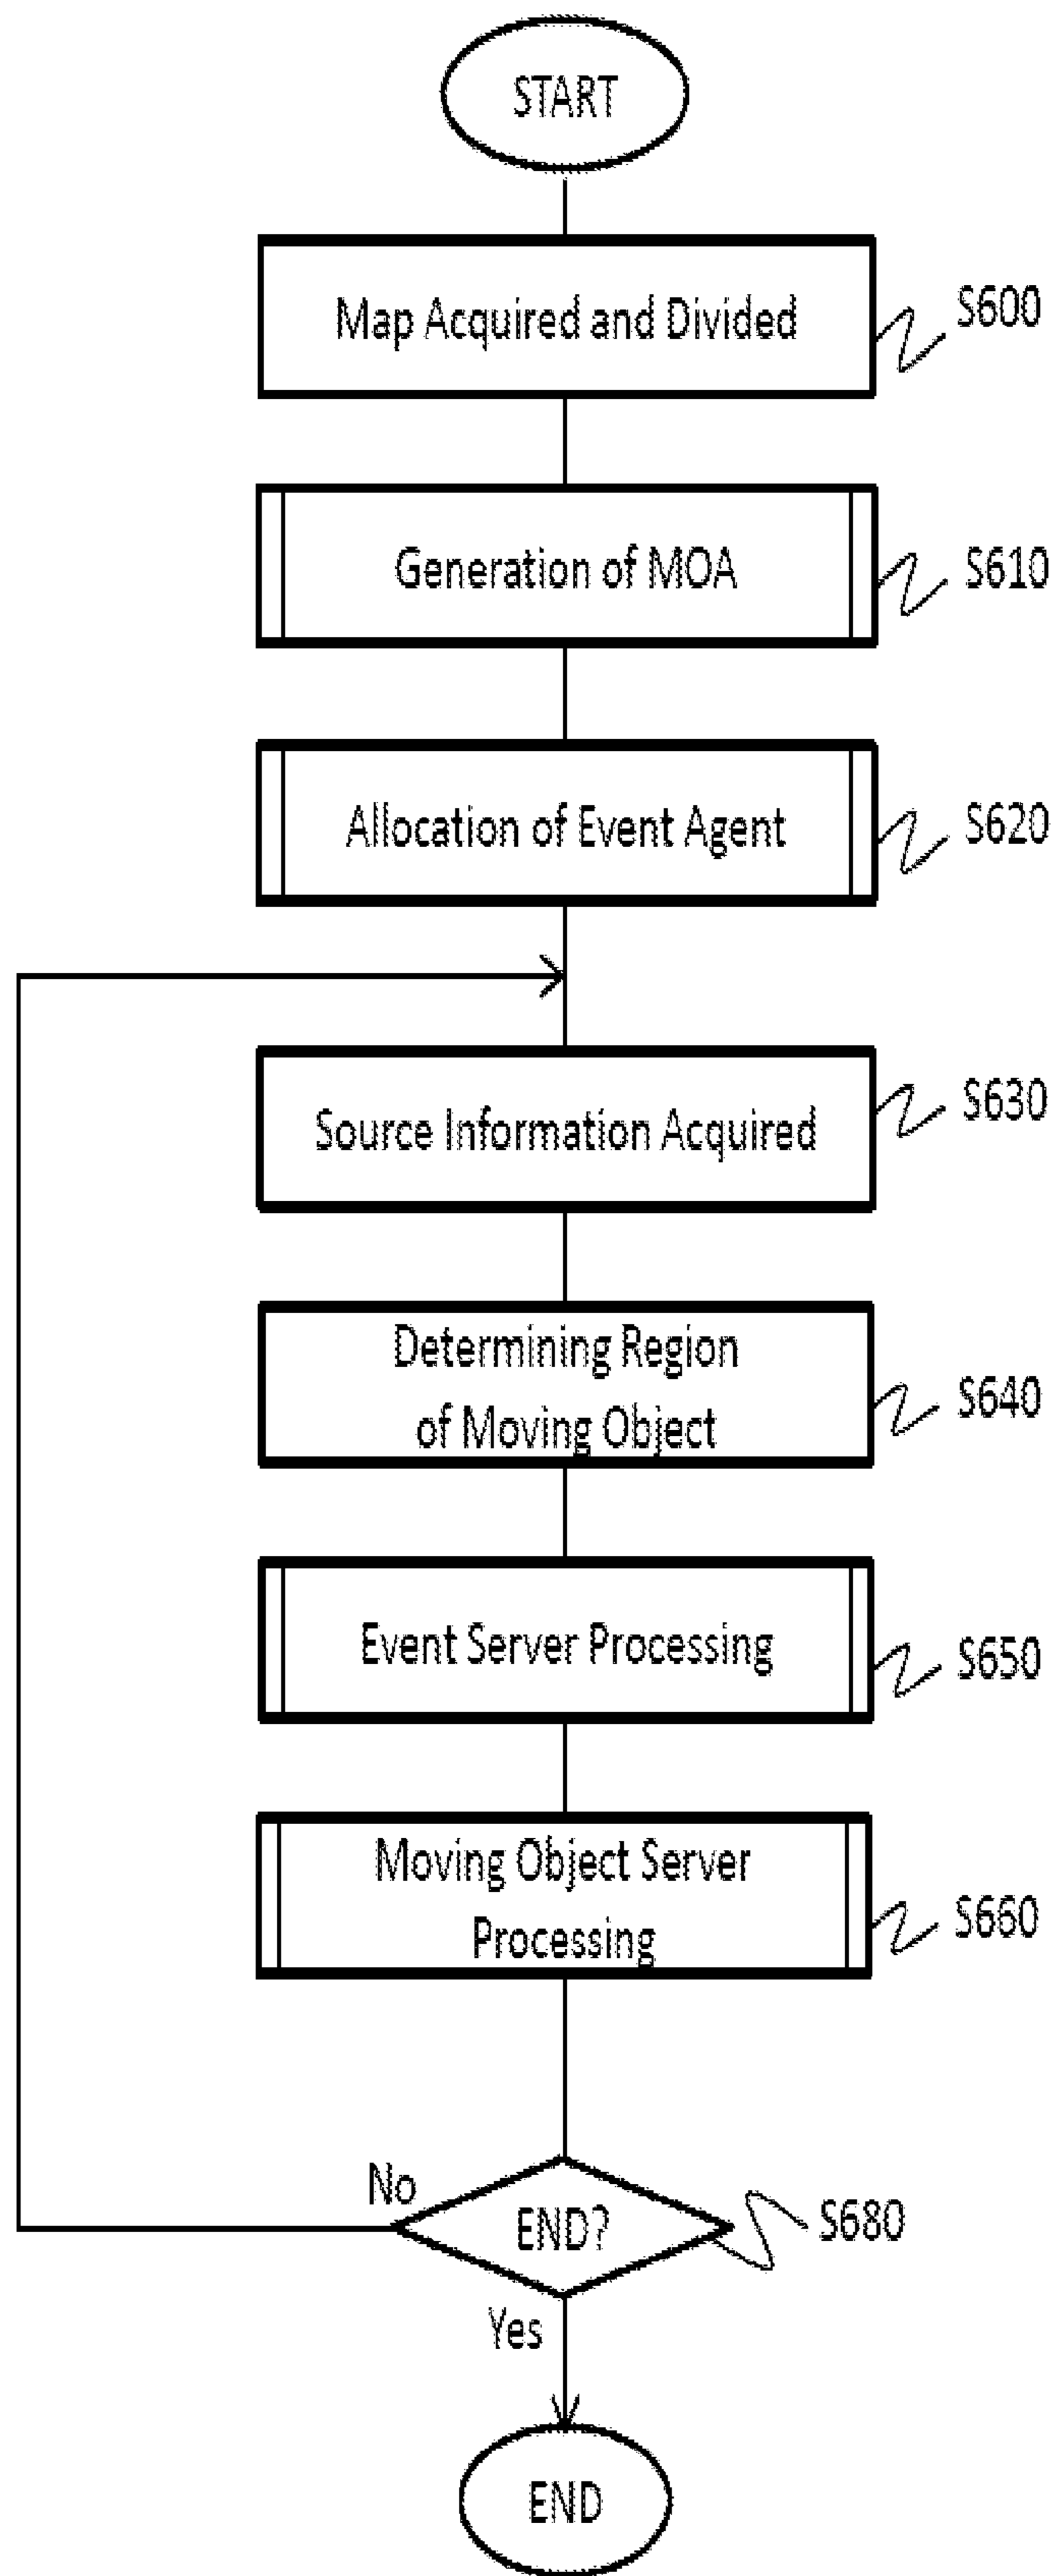 START
Map Acquired and Divided
S600
Generation of MOA
S610
Allocation of Event Agent
S620
Source Information Acquired
S630
Determining Region
of Moving Object
S640
Event Server Processing
S650
Moving Object Server
Processing
S660
No
END?
S680
Yes
END